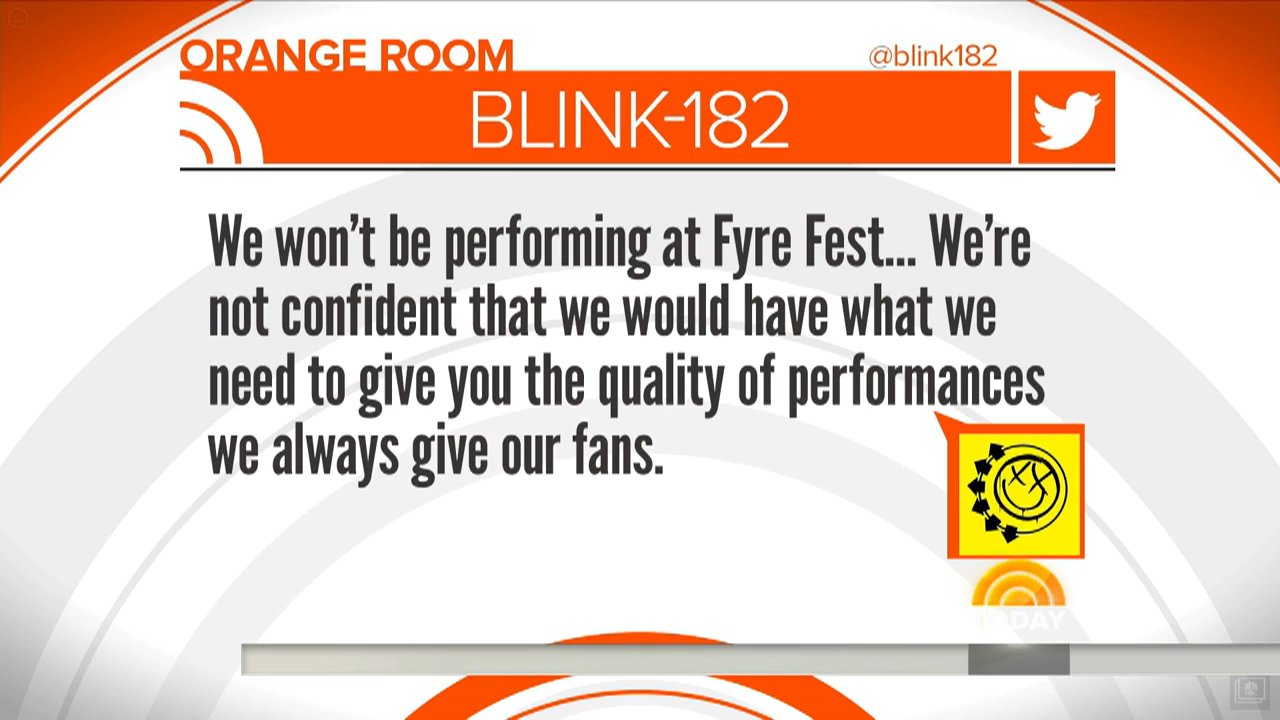 ORANGE ROOM
@blink182
BLINK-182
We won't be performing at Fyre Fest... We're
not confident that we would have what we
need to give you the quality of performances
we always give our fans.
TODAY